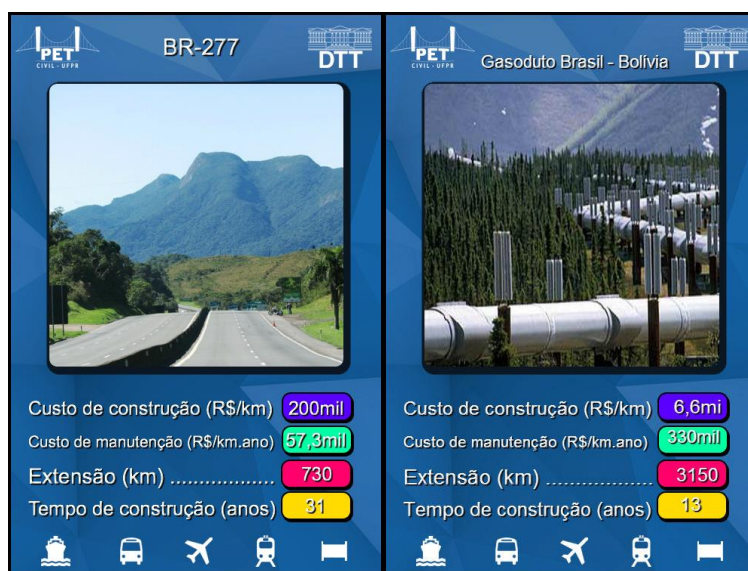 PET
CIVIL - UFPR
BR-277
DTT
Custo de construção (R$/km) 200mil
Custo de manutenção (R$/km.ano) 57,3mil
Extensão (km) .................. 730
Tempo de construção (anos) 31
PET
CIVIL - UFPR
Gasoduto Brasil - Bolívia
DTT
Custo de construção (R$/km) 6,6mi
Custo de manutenção (R$/km.ano) 330mil
Extensão (km) .................. 3150
Tempo de construção (anos) 13